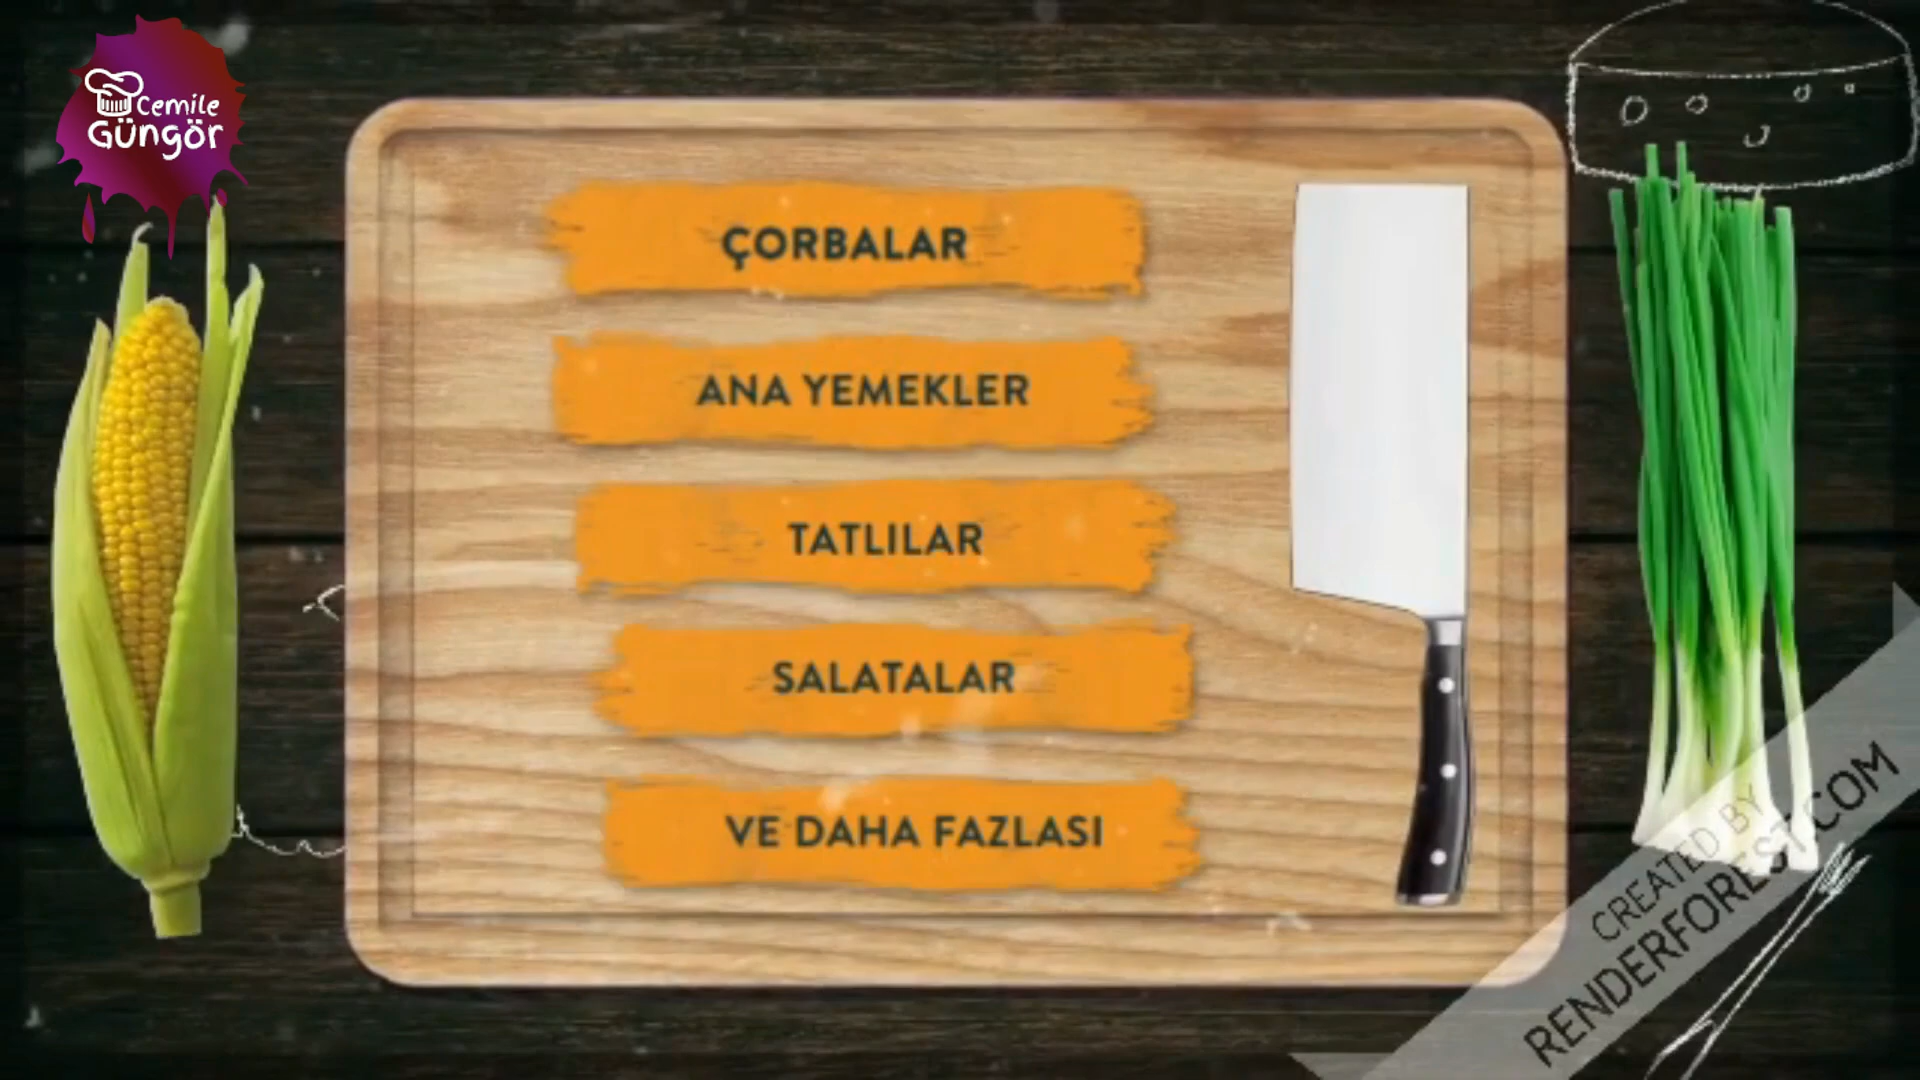 Cemile
Güngör
ÇORBALAR
ANA YEMEKLER
TATLILAR
SALATALAR
VE DAHA FAZLASI
CREATED BY
RENDERFOREST.COM